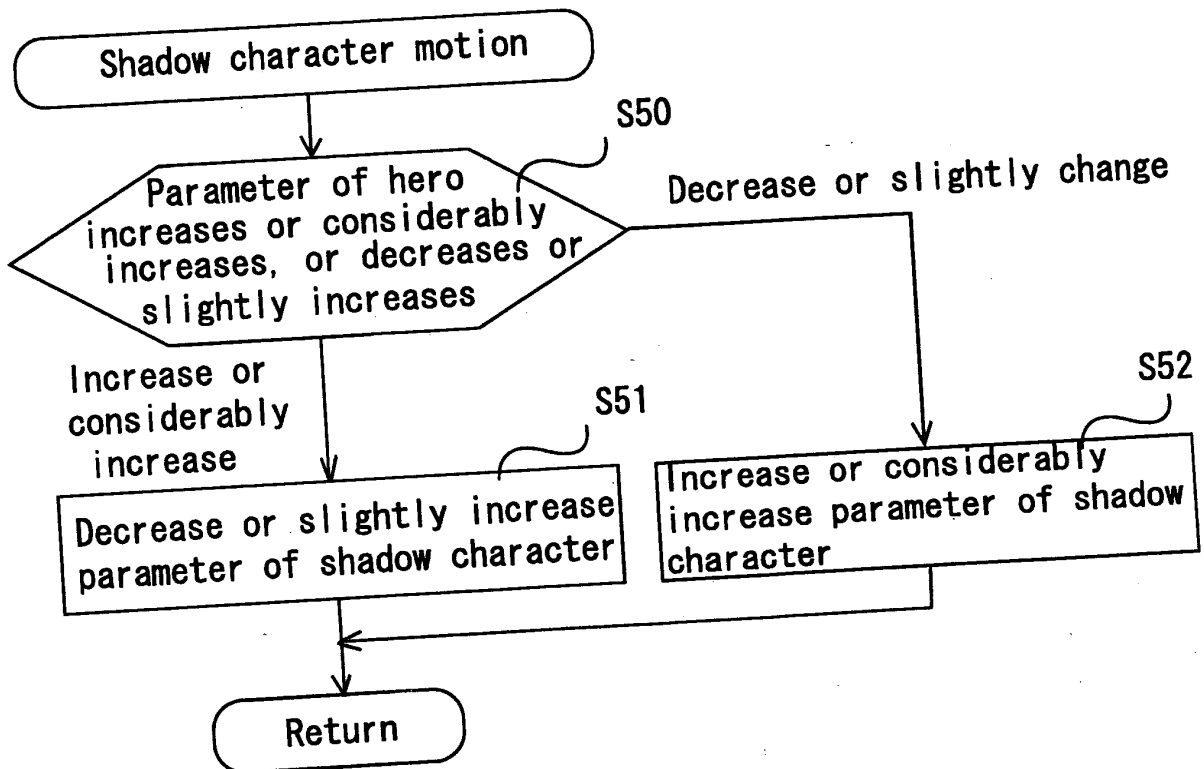 Shadow character motion
S50
Parameter of hero
increases or considerably
increases, or decreases or
slightly increases
Decrease or slightly change
Increase or
considerably
increase
S51
Decrease or slightly increase
parameter of shadow character
S52
Increase or considerably
increase parameter of shadow
character
Return